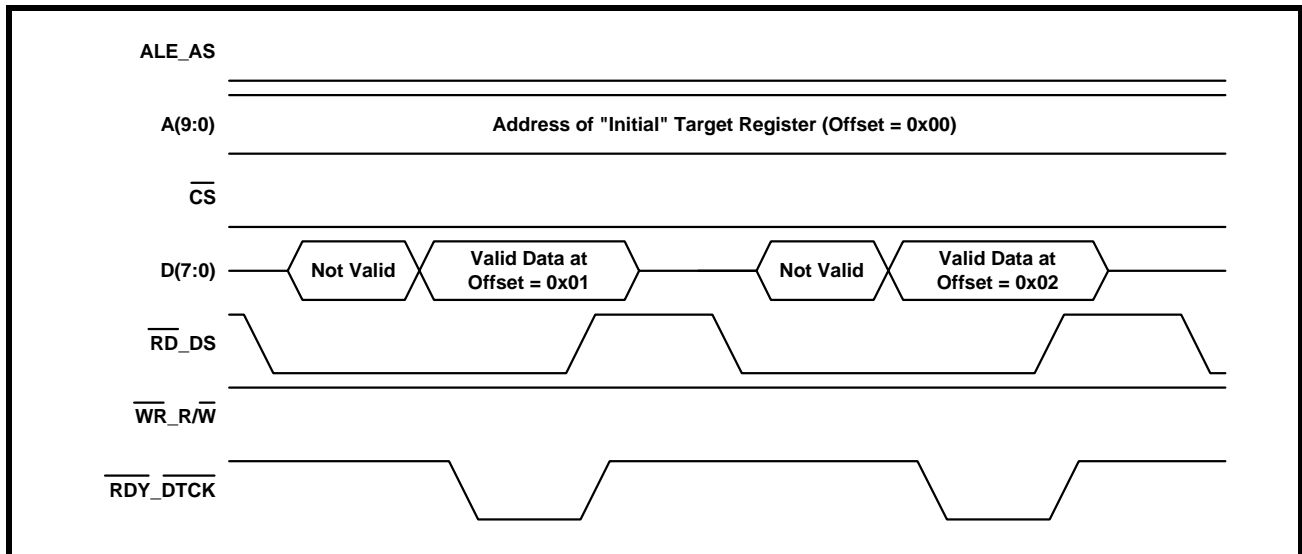 ALE_AS
A(9:0) Address of "Initial" Target Register (Offset = 0x00)
CS
D(7:0) Not Valid Valid Data at Offset = 0x01 Not Valid Valid Data at Offset = 0x02
RD_DS
WR_R/W
RDY_DTCK